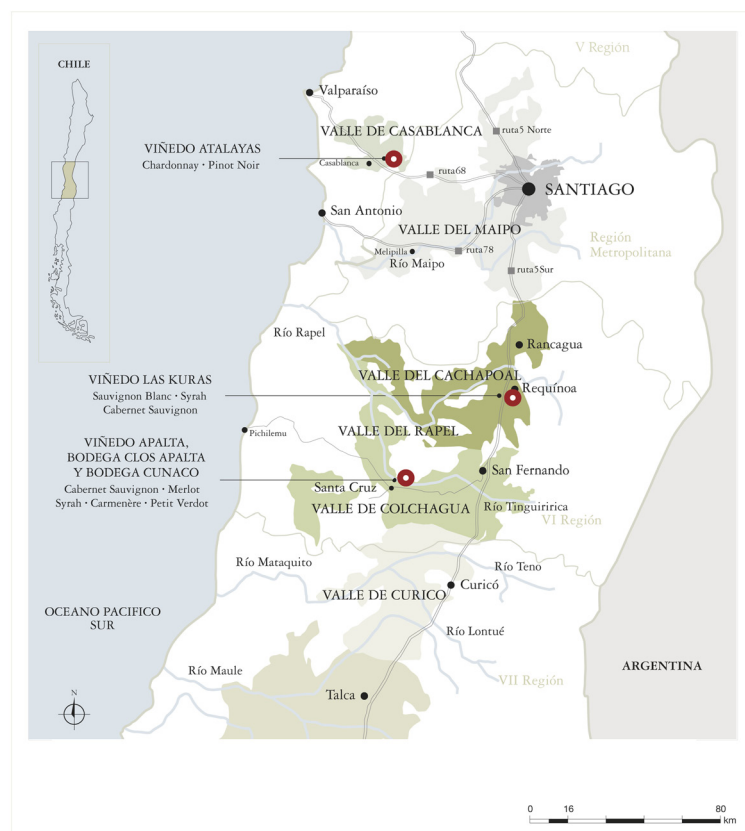 CHILE
V Región
Valparaíso
ruta5 Norte
VALLE DE CASABLANCA
VIÑEDO ATALAYAS
Chardonnay · Pinot Noir
Casablanca
ruta68
SANTIAGO
San Antonio
VALLE DEL MAIPO
Región
Metropolitana
Melipilla
ruta78
Río Maipo
ruta5Sur
Río Rapel
Rancagua
VALLE DEL CACHAPOAL
VIÑEDO LAS KURAS
Sauvignon Blanc · Syrah
Cabernet Sauvignon
Requínoa
Pichilemu
VALLE DEL RAPEL
VIÑEDO APALTA,
BODEGA CLOS APALTA
Y BODEGA CUNACO
Cabernet Sauvignon · Merlot
Syrah · Carmenère · Petit Verdot
San Fernando
Santa Cruz
VALLE DE COLCHAGUA
Río Tinguiririca
VI Región
Río Mataquito
Río Teno
Curicó
VALLE DE CURICO
OCEANO PACIFICO
SUR
Río Lontué
ARGENTINA
Río Maule
VII Región
Talca
N
0 16 80
km